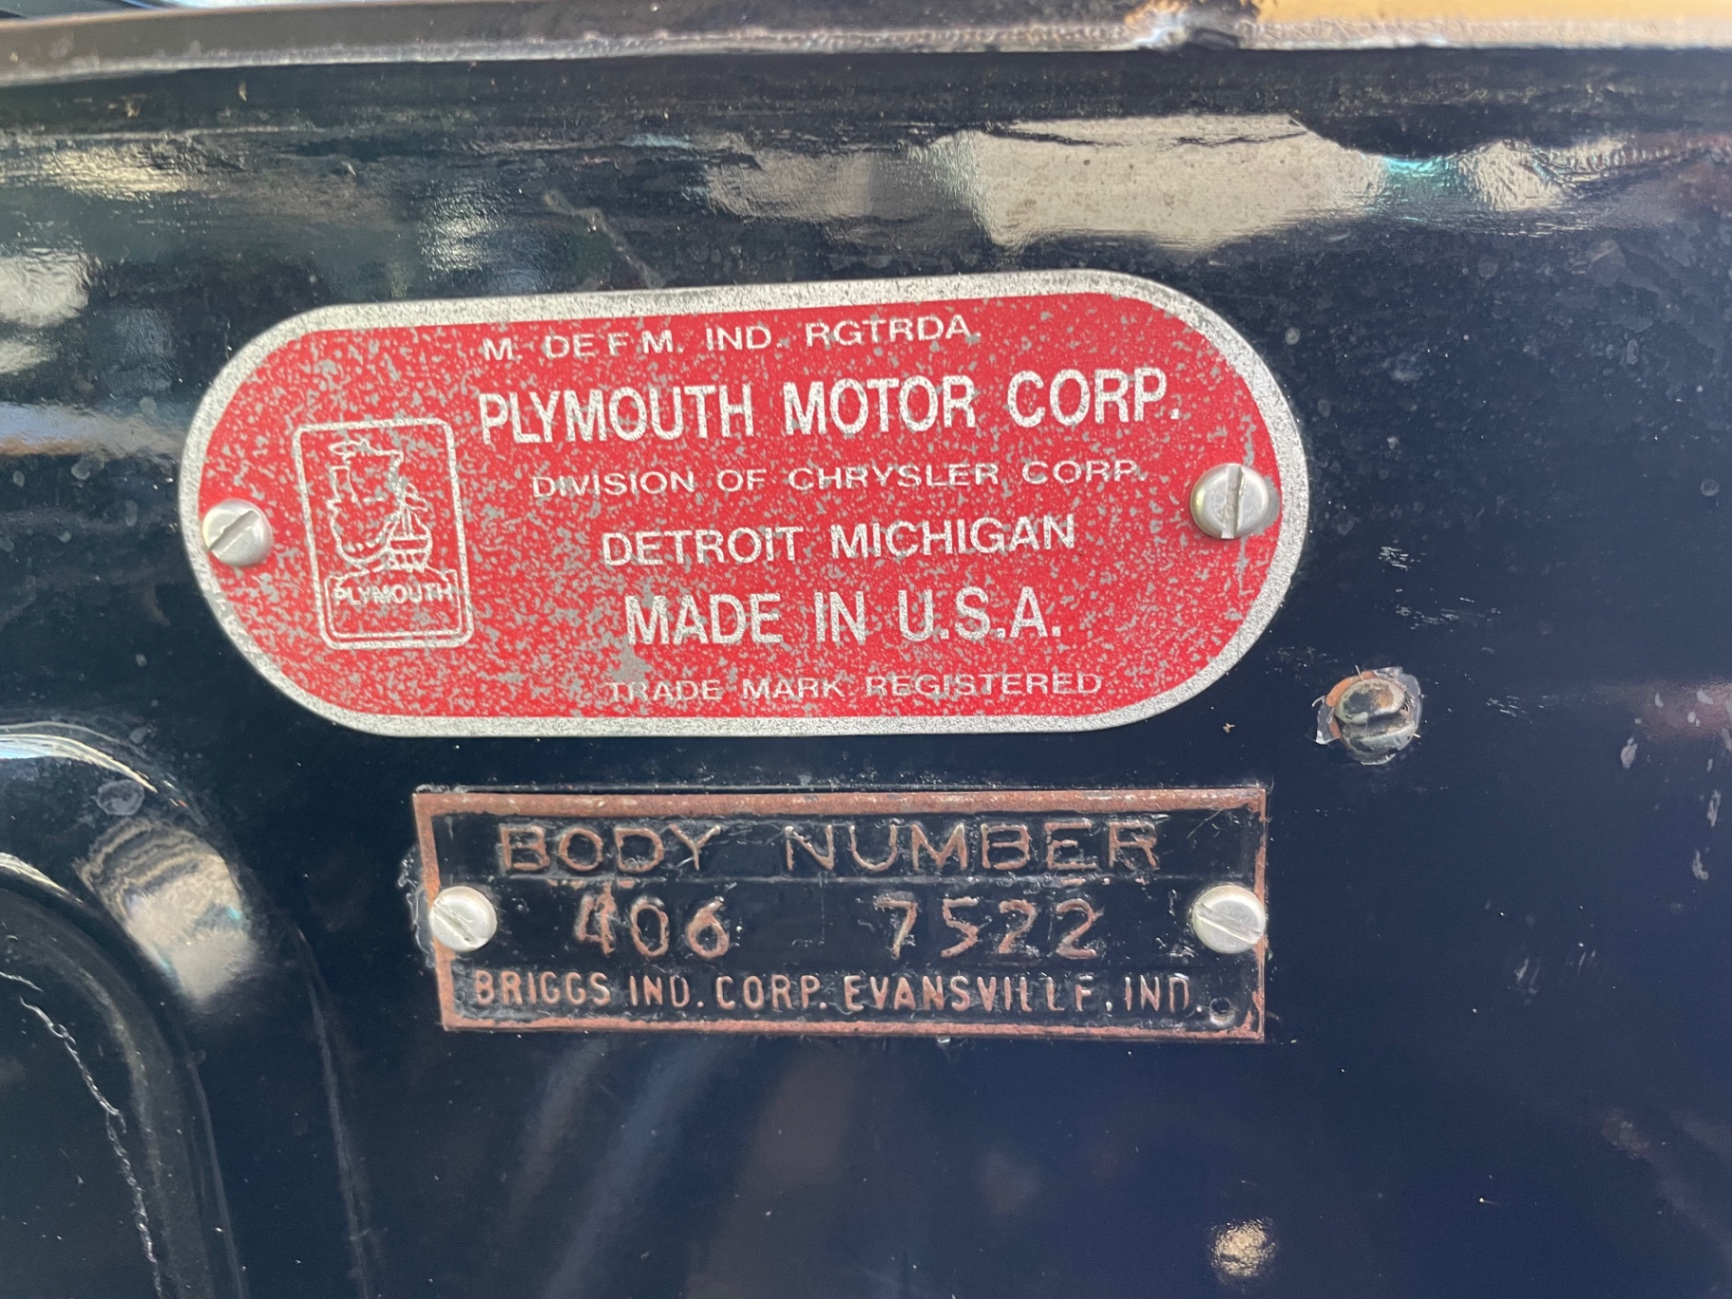 M. DE F M. IND. RGTRDA.
PLYMOUTH MOTOR CORP.
DIVISION OF CHRYSLER CORP.
DETROIT MICHIGAN
MADE IN U.S.A.
TRADE MARK REGISTERED
PLYMOUTH
BODY NUMBER
406 7522
BRIGGS IND. CORP. EVANSVILLE, IND.